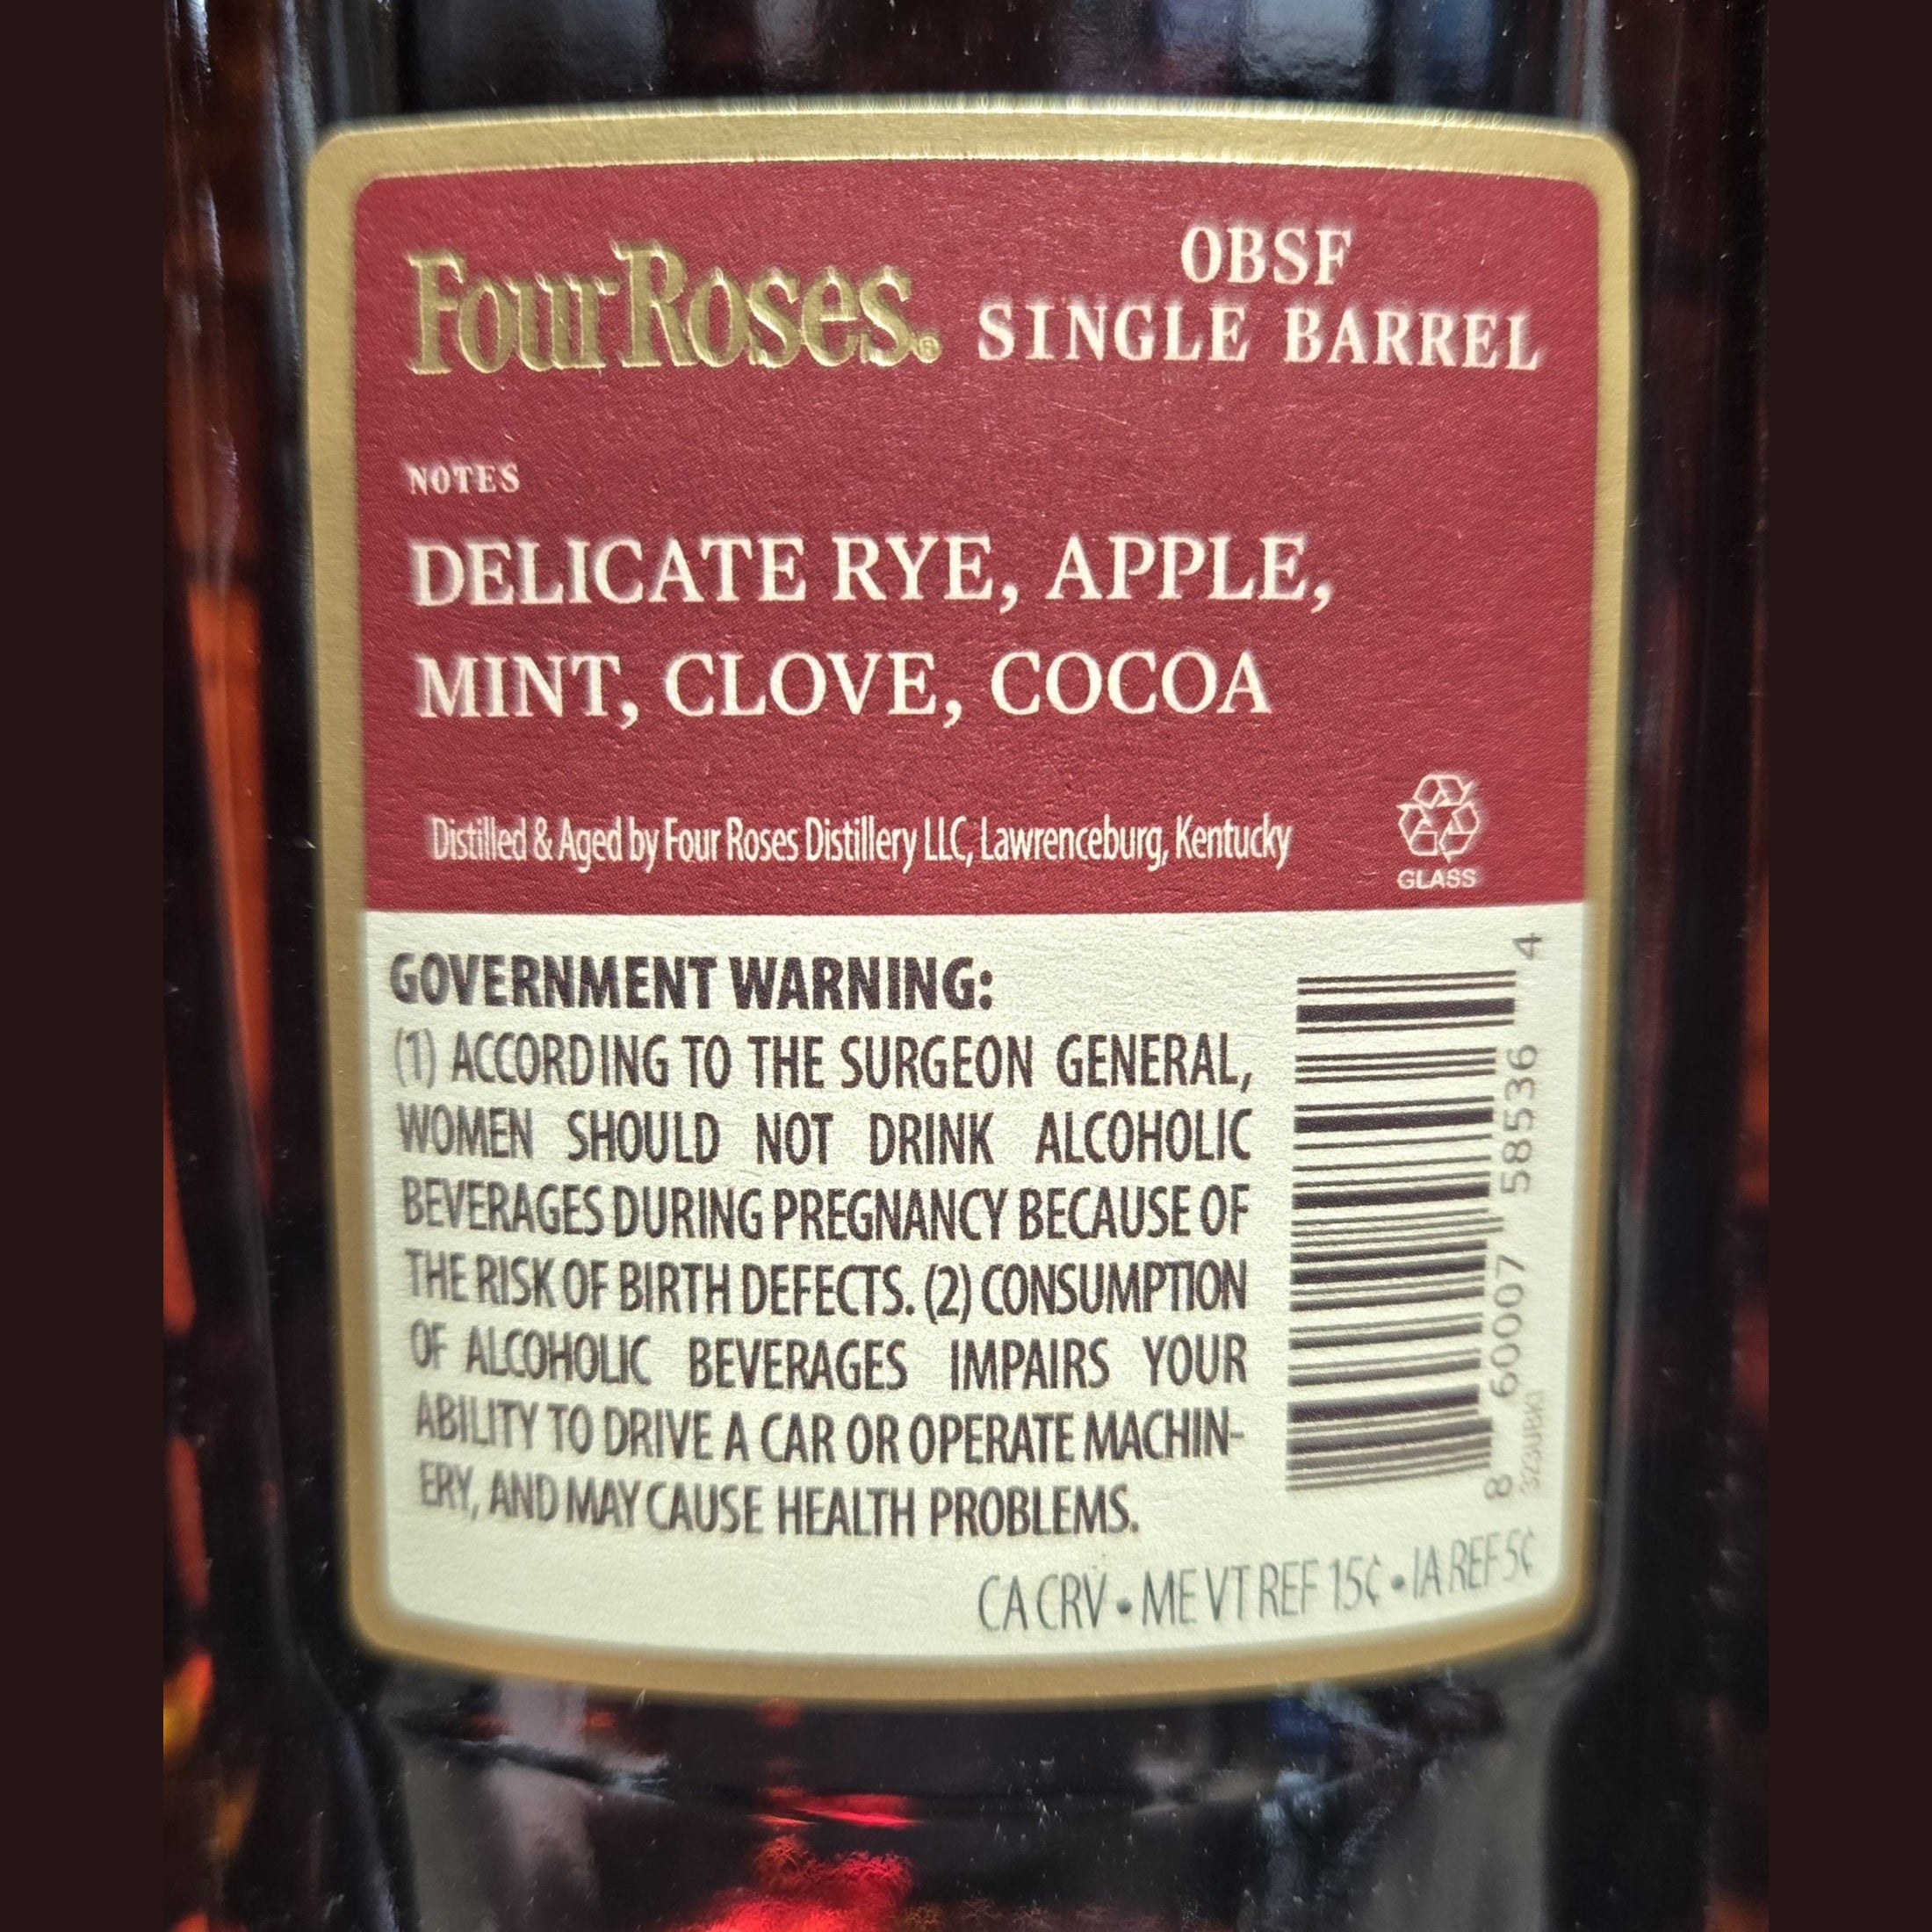 Four Roses®
OBSF
SINGLE BARREL
NOTES
DELICATE RYE, APPLE,
MINT, CLOVE, COCOA
Distilled & Aged by Four Roses Distillery LLC, Lawrenceburg, Kentucky
GLASS
GOVERNMENT WARNING:
(1) ACCORDING TO THE SURGEON GENERAL,
WOMEN SHOULD NOT DRINK ALCOHOLIC
BEVERAGES DURING PREGNANCY BECAUSE OF
THE RISK OF BIRTH DEFECTS. (2) CONSUMPTION
OF ALCOHOLIC BEVERAGES IMPAIRS YOUR
ABILITY TO DRIVE A CAR OR OPERATE MACHIN-
ERY, AND MAY CAUSE HEALTH PROBLEMS.
8 60007 58536 4
CA CRV • ME VT REF 15¢ • IA REF 5¢